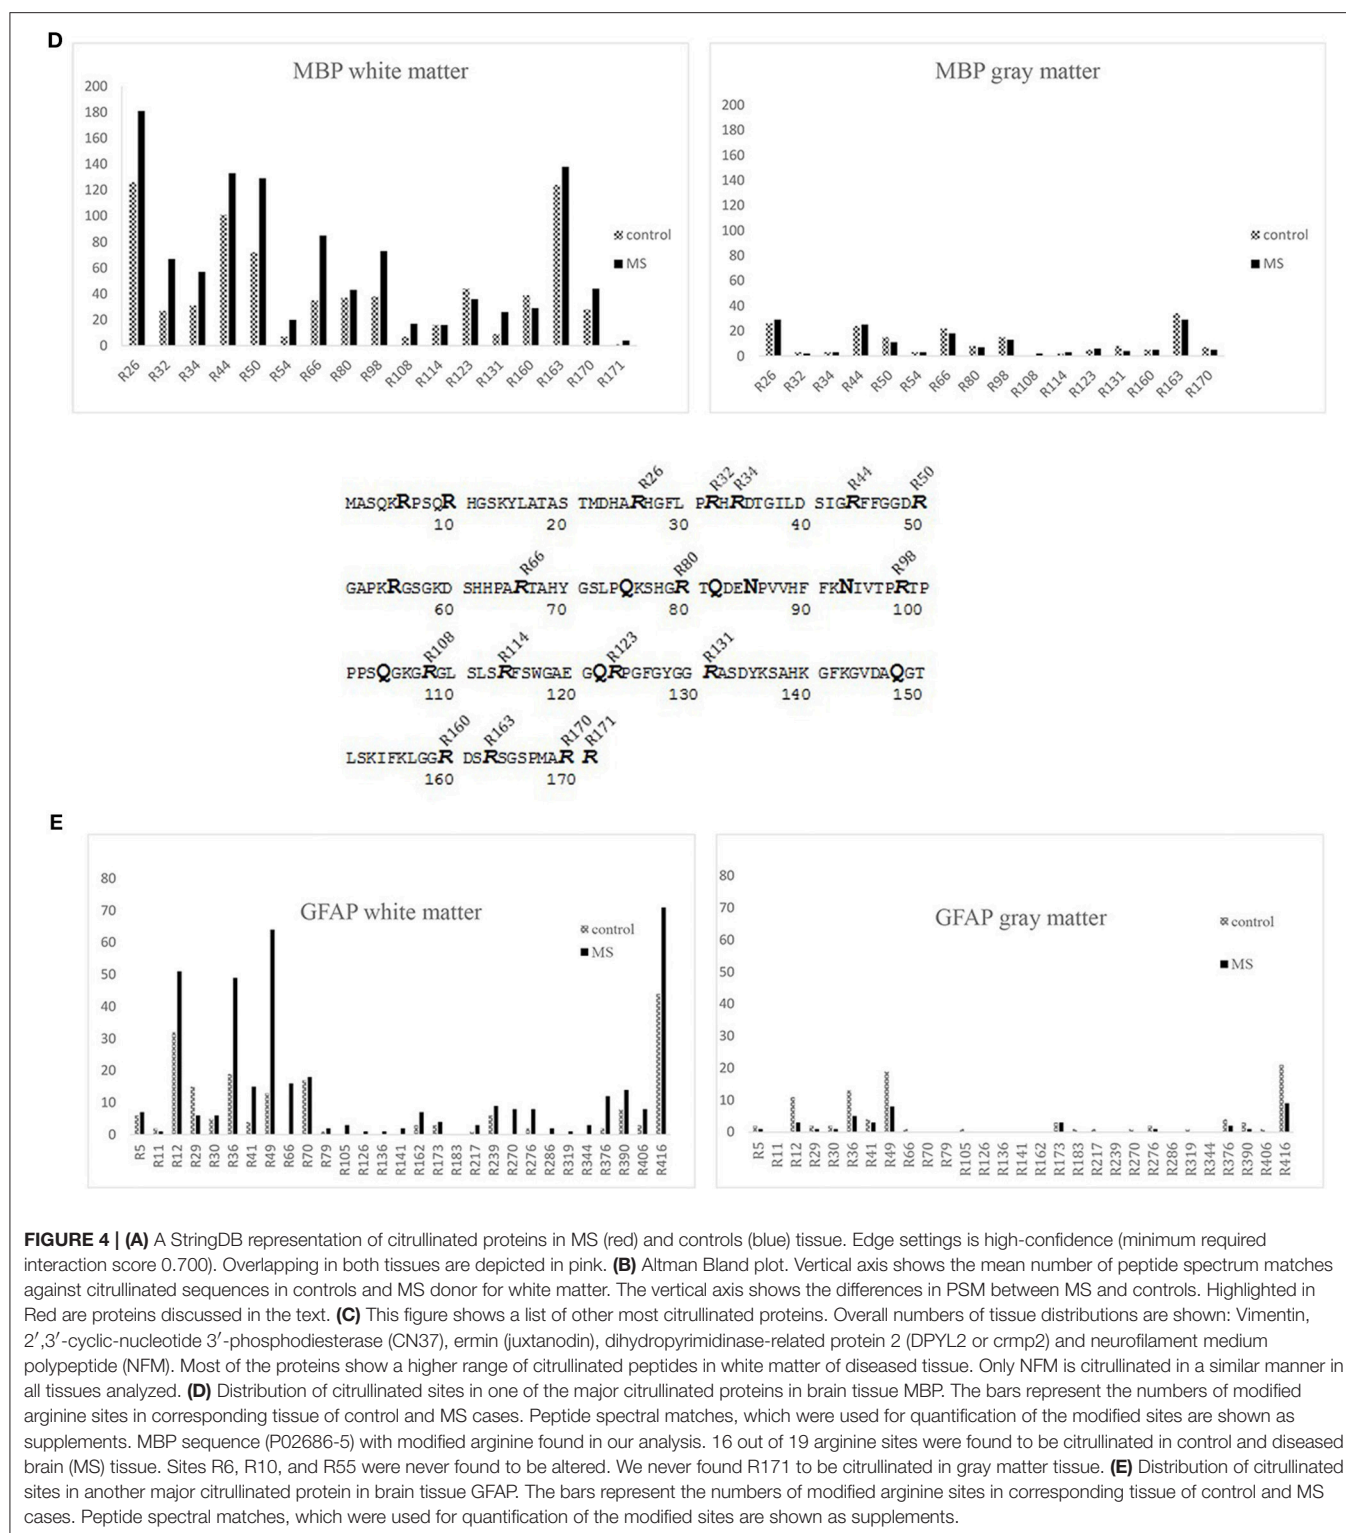 D
MBP white matter
200
180
160
140
120
100
80
60
40
20
0
control
MS
R26 R32 R34 R44 R50 R54 R66 R80 R98 R108 R114 R123 R131 R160 R163 R170 R171
MBP gray matter
200
180
160
140
120
100
80
60
40
20
0
control
MS
R26 R32 R34 R44 R50 R54 R66 R80 R98 R108 R114 R123 R131 R160 R163 R170
R26 R32 R34 R44 R50
MASQKRPSQR HGSKYLATAS TMDHARHGFL PRHRDTGILD SIGRFFGGDR
10 20 30 40 50
R66 R80 R98
GAPKRGSGKD SHHPARTAHY GSLPQKSHGR TQDENPVVHF FKNIVTPRTP
60 70 80 90 100
R108 R114 R123 R131
PPSQGKGRGL SLSRFSWGAE GQRPGFGYGG RASDYKSAHK GFKGVDAQGT
110 120 130 140 150
R160 R163 R170 R171
LSKIFKLGGR DSRSGSPMAR R
160 170
E
GFAP white matter
80
70
60
50
40
30
20
10
0
control
MS
R5 R11 R12 R29 R30 R36 R41 R49 R66 R70 R79 R105 R126 R136 R141 R162 R173 R183 R217 R239 R270 R276 R286 R319 R344 R376 R390 R406 R416
GFAP gray matter
80
70
60
50
40
30
20
10
0
control
MS
R5 R11 R12 R29 R30 R36 R41 R49 R66 R70 R79 R105 R126 R136 R141 R162 R173 R183 R217 R239 R270 R276 R286 R319 R344 R376 R390 R406 R416
FIGURE 4 | (A) A StringDB representation of citrullinated proteins in MS (red) and controls (blue) tissue. Edge settings is high-confidence (minimum required
interaction score 0.700). Overlapping in both tissues are depicted in pink. (B) Altman Bland plot. Vertical axis shows the mean number of peptide spectrum matches
against citrullinated sequences in controls and MS donor for white matter. The vertical axis shows the differences in PSM between MS and controls. Highlighted in
Red are proteins discussed in the text. (C) This figure shows a list of other most citrullinated proteins. Overall numbers of tissue distributions are shown: Vimentin,
2′,3′-cyclic-nucleotide 3′-phosphodiesterase (CN37), ermin (juxtanodin), dihydropyrimidinase-related protein 2 (DPYL2 or crmp2) and neurofilament medium
polypeptide (NFM). Most of the proteins show a higher range of citrullinated peptides in white matter of diseased tissue. Only NFM is citrullinated in a similar manner in
all tissues analyzed. (D) Distribution of citrullinated sites in one of the major citrullinated proteins in brain tissue MBP. The bars represent the numbers of modified
arginine sites in corresponding tissue of control and MS cases. Peptide spectral matches, which were used for quantification of the modified sites are shown as
supplements. MBP sequence (P02686-5) with modified arginine found in our analysis. 16 out of 19 arginine sites were found to be citrullinated in control and diseased
brain (MS) tissue. Sites R6, R10, and R55 were never found to be altered. We never found R171 to be citrullinated in gray matter tissue. (E) Distribution of citrullinated
sites in another major citrullinated protein in brain tissue GFAP. The bars represent the numbers of modified arginine sites in corresponding tissue of control and MS
cases. Peptide spectral matches, which were used for quantification of the modified sites are shown as supplements.